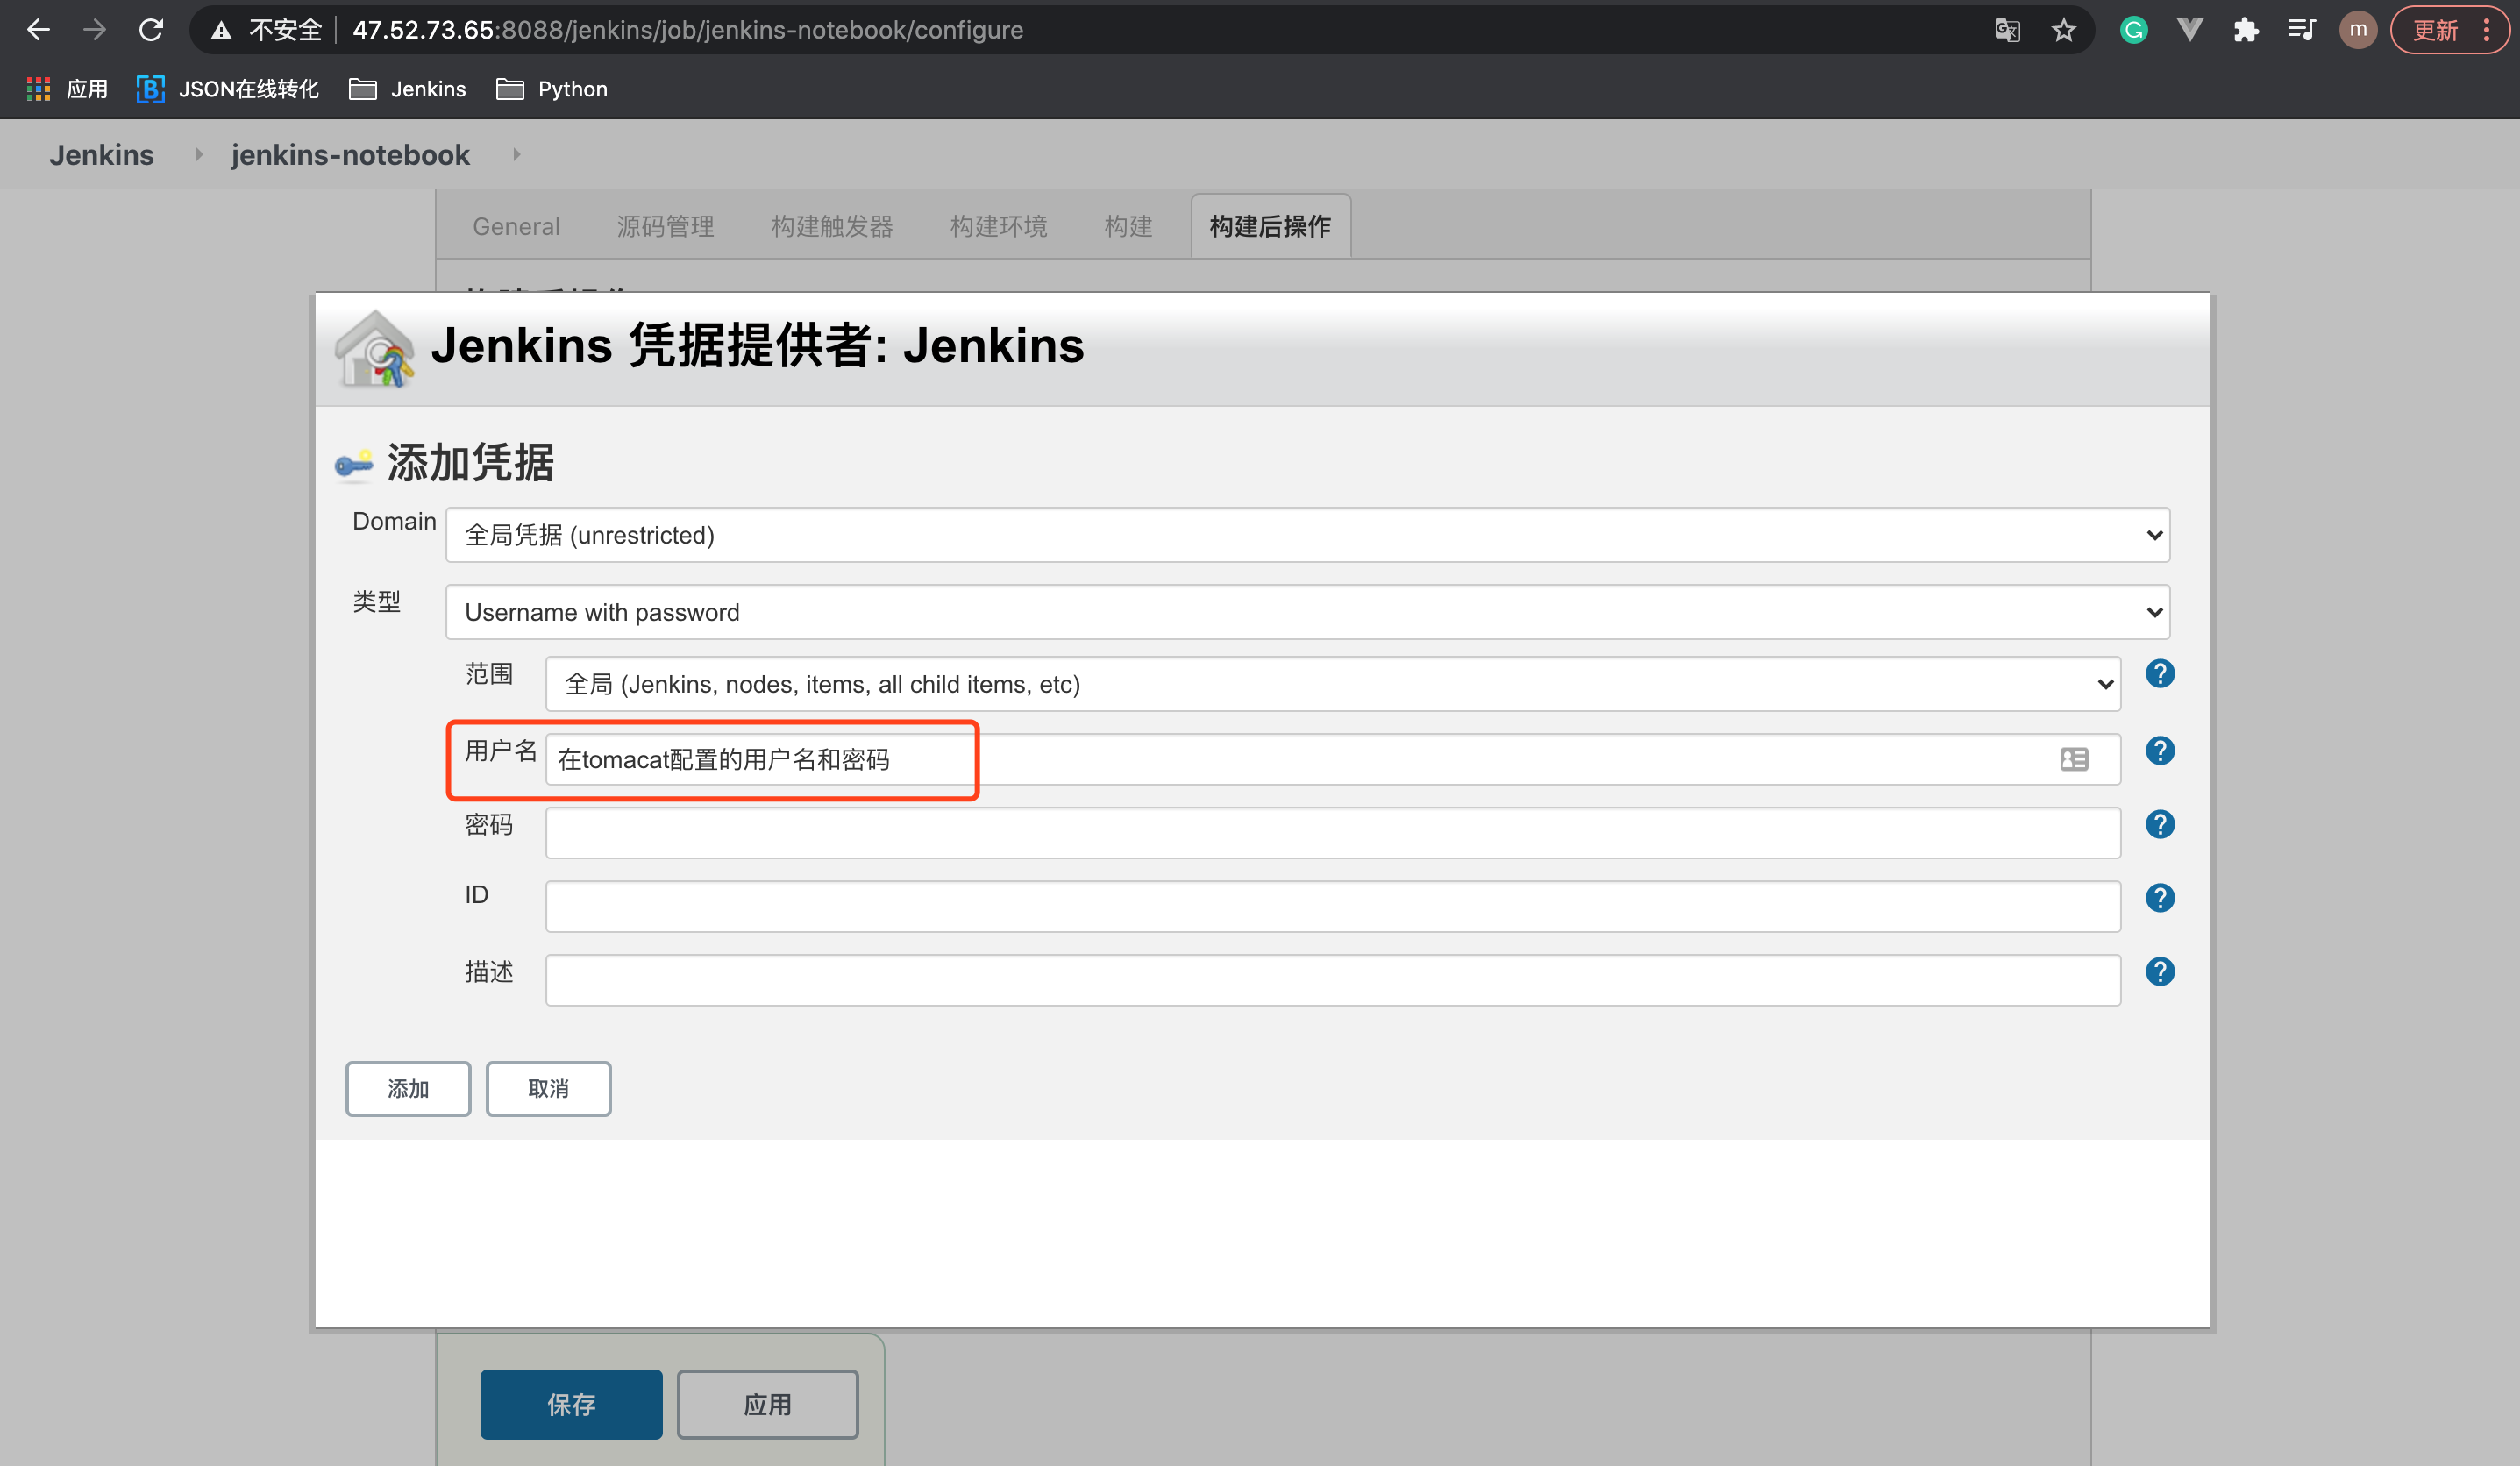 不安全 47.52.73.65:8088/jenkins/job/jenkins-notebook/configure m 更新
应用 JSON在线转化 Jenkins Python
Jenkins jenkins-notebook
General 源码管理 构建触发器 构建环境 构建 构建后操作
Jenkins 凭据提供者: Jenkins
添加凭据
Domain 全局凭据 (unrestricted)
类型 Username with password
范围 全局 (Jenkins, nodes, items, all child items, etc)
用户名 在tomacat配置的用户名和密码
密码
ID
描述
添加 取消
保存 应用